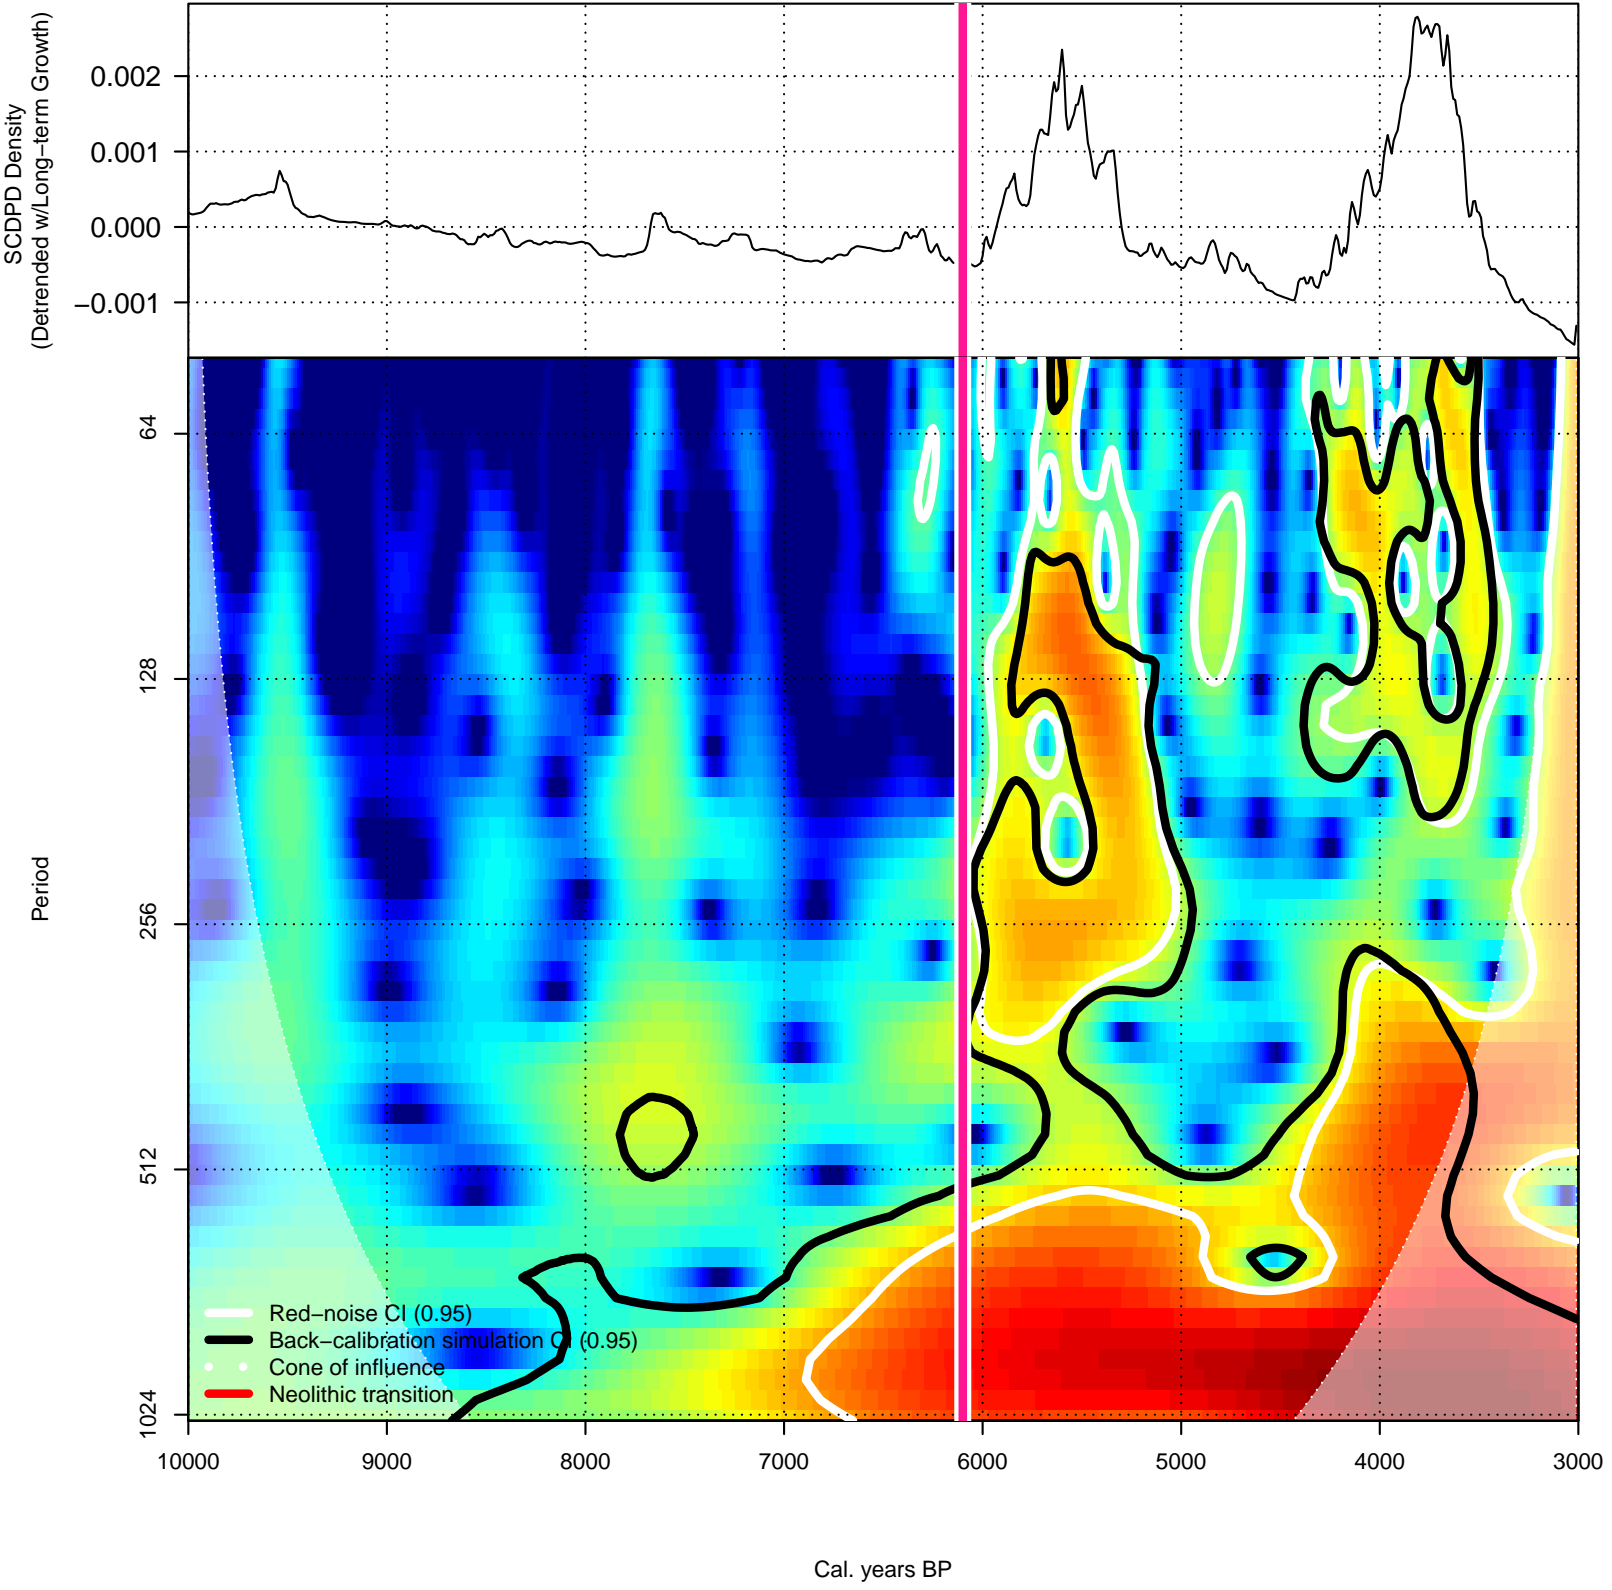 SCDPD Density
(Detrended w/Long−term Growth)
0.002
0.001
0.000
−0.001
Period
64
128
256
512
1024
Red−noise CI (0.95)
Back−calibration simulation CI (0.95)
Cone of influence
Neolithic transition
10000 9000 8000 7000 6000 5000 4000 3000
Cal. years BP